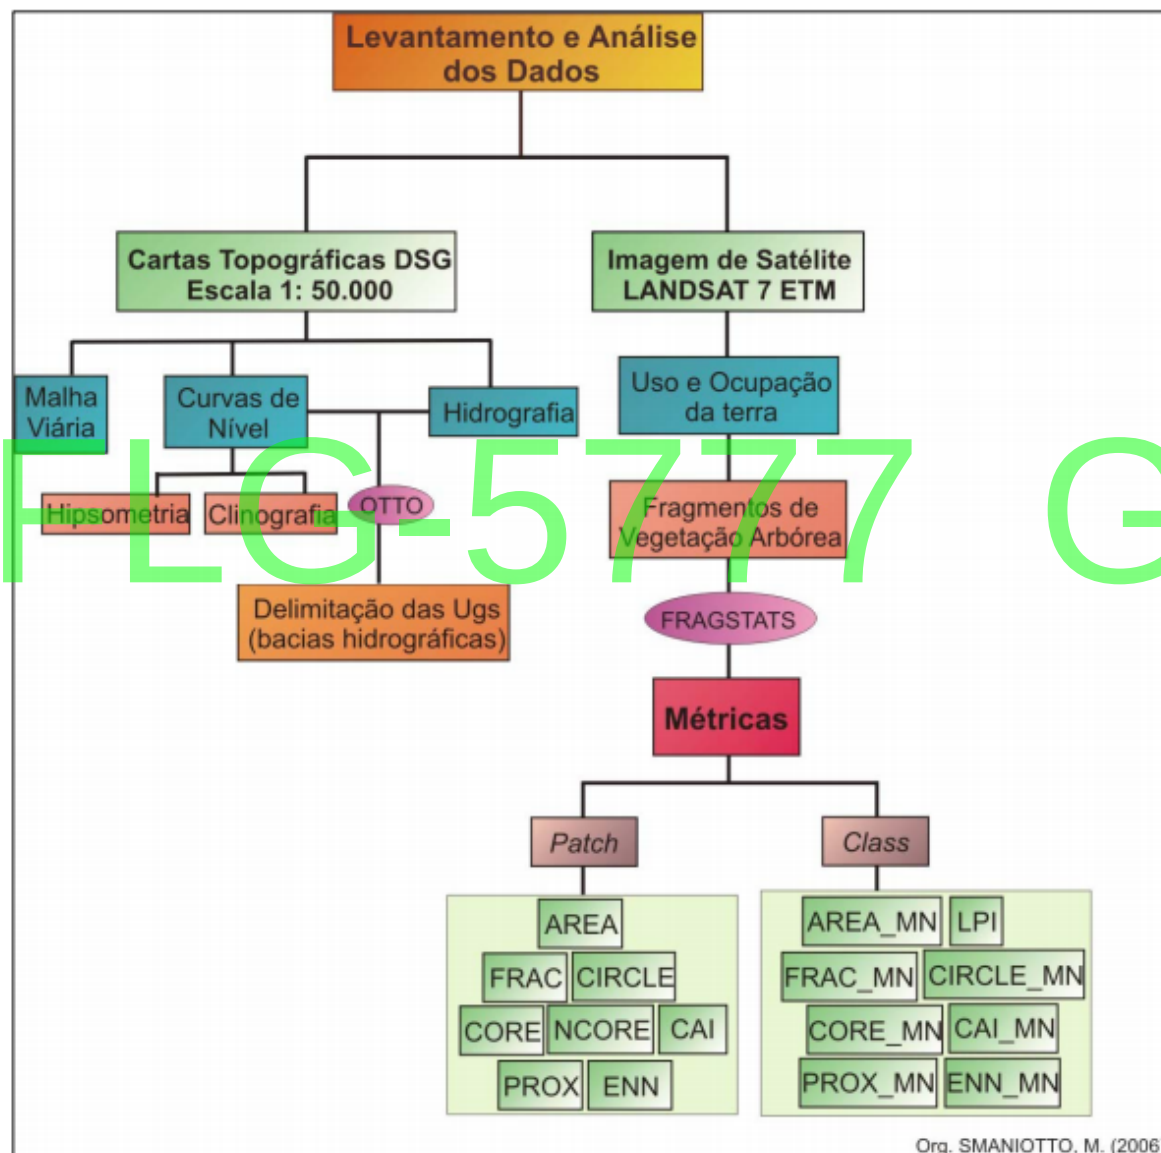 Levantamento e Análise
dos Dados
Cartas Topográficas DSG
Escala 1: 50.000
Imagem de Satélite
LANDSAT 7 ETM
Malha
Viária
Curvas de
Nível
Hidrografia
Uso e Ocupação
da terra
Hipsometria
Clinografia
OTTO
Fragmentos de
Vegetação Arbórea
FLG-5777 G
Delimitação das Ugs
(bacias hidrográficas)
FRAGSTATS
Métricas
Patch
Class
AREA
FRAC CIRCLE
CORE NCORE CAI
PROX ENN
AREA_MN LPI
FRAC_MN CIRCLE_MN
CORE_MN CAI_MN
PROX_MN ENN_MN
Org. SMANIOTTO, M. (2006